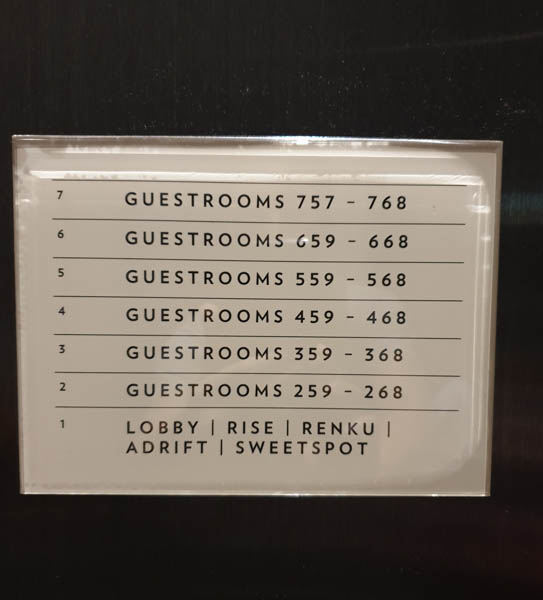 7 GUESTROOMS 757 - 768
6 GUESTROOMS 659 - 668
5 GUESTROOMS 559 - 568
4 GUESTROOMS 459 - 468
3 GUESTROOMS 359 - 368
2 GUESTROOMS 259 - 268
1 LOBBY | RISE | RENKU |
ADRIFT | SWEETSPOT